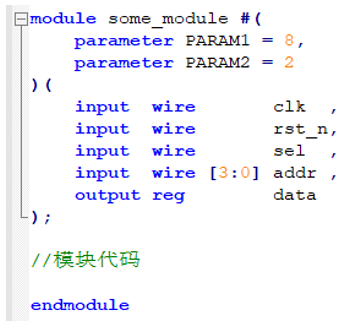 module some_module #(
    parameter PARAM1 = 8,
    parameter PARAM2 = 2
)(
    input  wire       clk  ,
    input  wire       rst_n,
    input  wire       sel  ,
    input  wire [3:0] addr ,
    output reg        data
);

//模块代码

endmodule